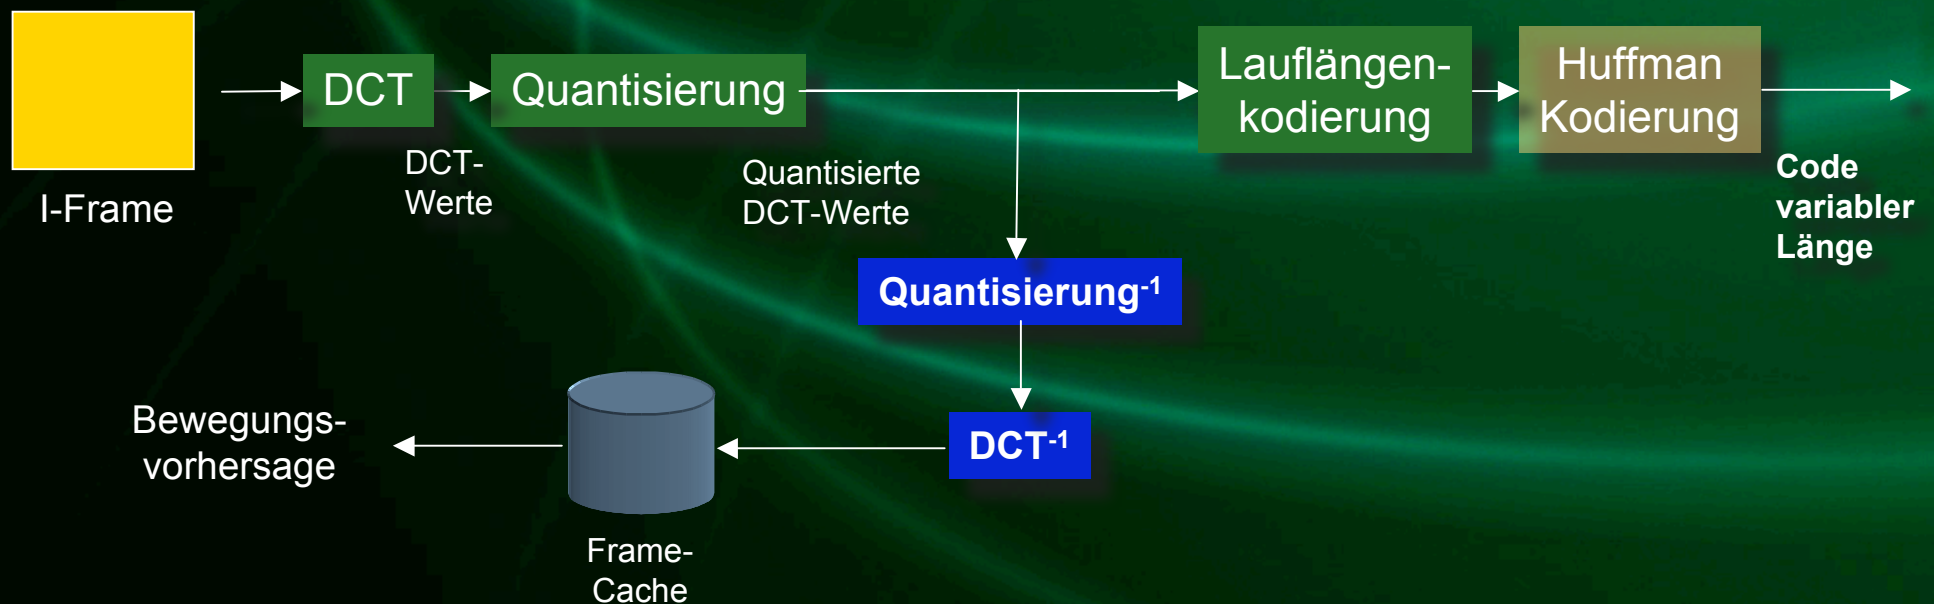 I-Frame
DCT
DCT-
Werte
Quantisierung
Quantisierte
DCT-Werte
Lauflängen-
kodierung
Huffman
Kodierung
Code
variabler
Länge
Quantisierung-1
DCT-1
Frame-
Cache
Bewegungs-
vorhersage